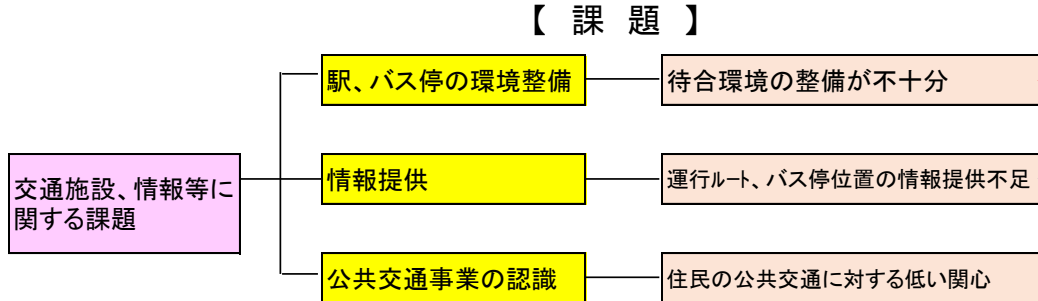 【 課 題 】
駅、バス停の環境整備
待合環境の整備が不十分
交通施設、情報等に
関する課題
情報提供
運行ﾙｰﾄ、バス停位置の情報提供不足
公共交通事業の認識
住民の公共交通に対する低い関心